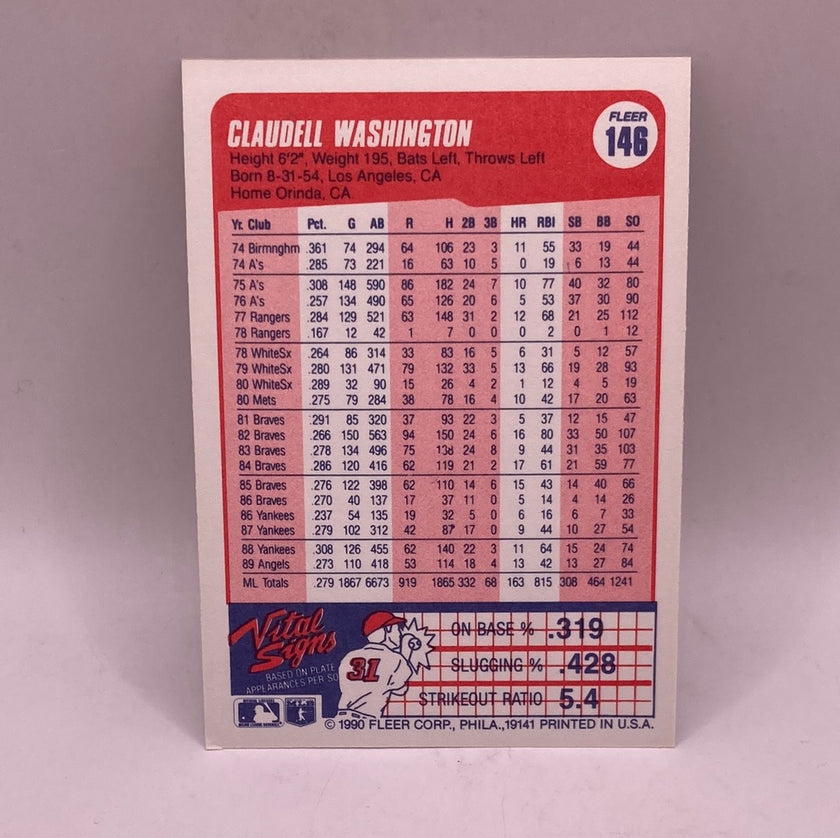 FLEER
146
CLAUDELL WASHINGTON
Height 6'2", Weight 195, Bats Left, Throws Left
Born 8-31-54, Los Angeles, CA
Home Orinda, CA
Yr. Club Pct. G AB R H 2B 3B HR RBI SB BB SO
74 Birmnghm .361 74 294 64 106 23 3 11 55 33 19 44
74 A's .285 73 221 16 63 10 5 0 19 6 13 44
75 A's .308 148 590 86 182 24 7 10 77 40 32 80
76 A's .257 134 490 65 126 20 6 5 53 37 30 90
77 Rangers .284 129 521 63 148 31 2 12 68 21 25 112
78 Rangers .167 12 42 1 7 0 0 0 2 0 1 12
78 WhiteSx .264 86 314 33 83 16 5 6 31 5 12 57
79 WhiteSx .280 131 471 79 132 33 5 13 66 19 28 93
80 WhiteSx .289 32 90 15 26 4 2 1 12 4 5 19
80 Mets .275 79 284 38 78 16 4 10 42 17 20 63
81 Braves .291 85 320 37 93 22 3 5 37 12 15 47
82 Braves .266 150 563 94 150 24 6 16 80 33 50 107
83 Braves .278 134 496 75 138 24 8 9 44 31 35 103
84 Braves .286 120 416 62 119 21 2 17 61 21 59 77
85 Braves .276 122 398 62 110 14 6 15 43 14 40 66
86 Braves .270 40 137 17 37 11 0 5 14 4 14 26
86 Yankees .237 54 135 19 32 5 0 6 16 6 7 33
87 Yankees .279 102 312 42 87 17 0 9 44 10 27 54
88 Yankees .308 126 455 62 140 22 3 11 64 15 24 74
89 Angels .273 110 418 53 114 18 4 13 42 13 27 84
ML Totals .279 1867 6673 919 1865 332 68 163 815 308 464 1241
Vital Signs
BASED ON PLATE
APPEARANCES PER SO
31
ON BASE % .319
SLUGGING % .428
STRIKEOUT RATIO 5.4
© 1990 FLEER CORP., PHILA., 19141 PRINTED IN U.S.A.